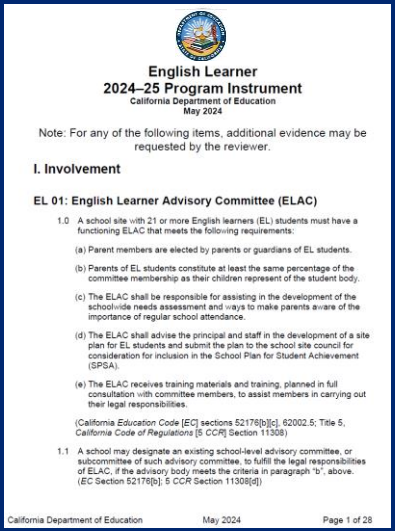 English Learner
2024–25 Program Instrument
California Department of Education
May 2024
Note: For any of the following items, additional evidence may be
requested by the reviewer.
I. Involvement
EL 01: English Learner Advisory Committee (ELAC)
1.0 A school site with 21 or more English learners (EL) students must have a
functioning ELAC that meets the following requirements:
(a) Parent members are elected by parents or guardians of EL students.
(b) Parents of EL students constitute at least the same percentage of the
committee membership as their children represent of the student body.
(c) The ELAC shall be responsible for assisting in the development of the
schoolwide needs assessment and ways to make parents aware of the
importance of regular school attendance.
(d) The ELAC shall advise the principal and staff in the development of a site
plan for EL students and submit the plan to the school site council for
consideration for inclusion in the School Plan for Student Achievement
(SPSA).
(e) The ELAC receives training materials and training, planned in full
consultation with committee members, to assist members in carrying out
their legal responsibilities.
(California Education Code [EC] sections 52176[b][c], 62002.5; Title 5,
California Code of Regulations [5 CCR] Section 11308)
1.1 A school may designate an existing school-level advisory committee, or
subcommittee of such advisory committee, to fulfill the legal responsibilities
of ELAC, if the advisory body meets the criteria in paragraph “b”, above.
(EC Section 52176[b]; 5 CCR Section 11308[d])
California Department of Education May 2024 Page 1 of 28